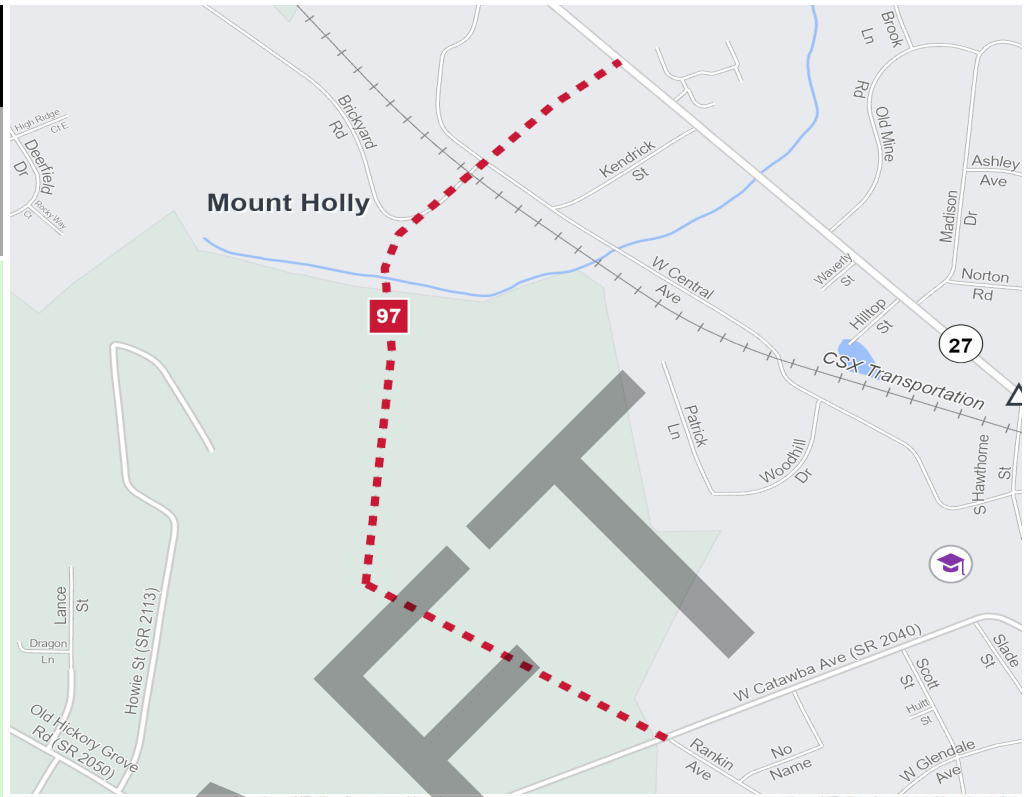 Brook
Ln
Old Mine
Rd
High Ridge
Ct E
Deerfield
Dr
Rocky Way
Ct
Brickyard
Rd
Kendrick
St
Ashley
Ave
Madison
Dr
Mount Holly
Waverly
St
Norton
Rd
W Central
Ave
Hilltop
St
97
27
CSX Transportation
Patrick
Ln
Woodhill
Dr
S Hawthorne
St
Lance
St
Howie St (SR 2113)
Dragon
Ln
W Catawba Ave (SR 2040)
Slade
St
Scott
St
Huitt
St
Old Hickory Grove
Rd (SR 2050)
Rankin
Ave
No
Name
W Glendale
Ave